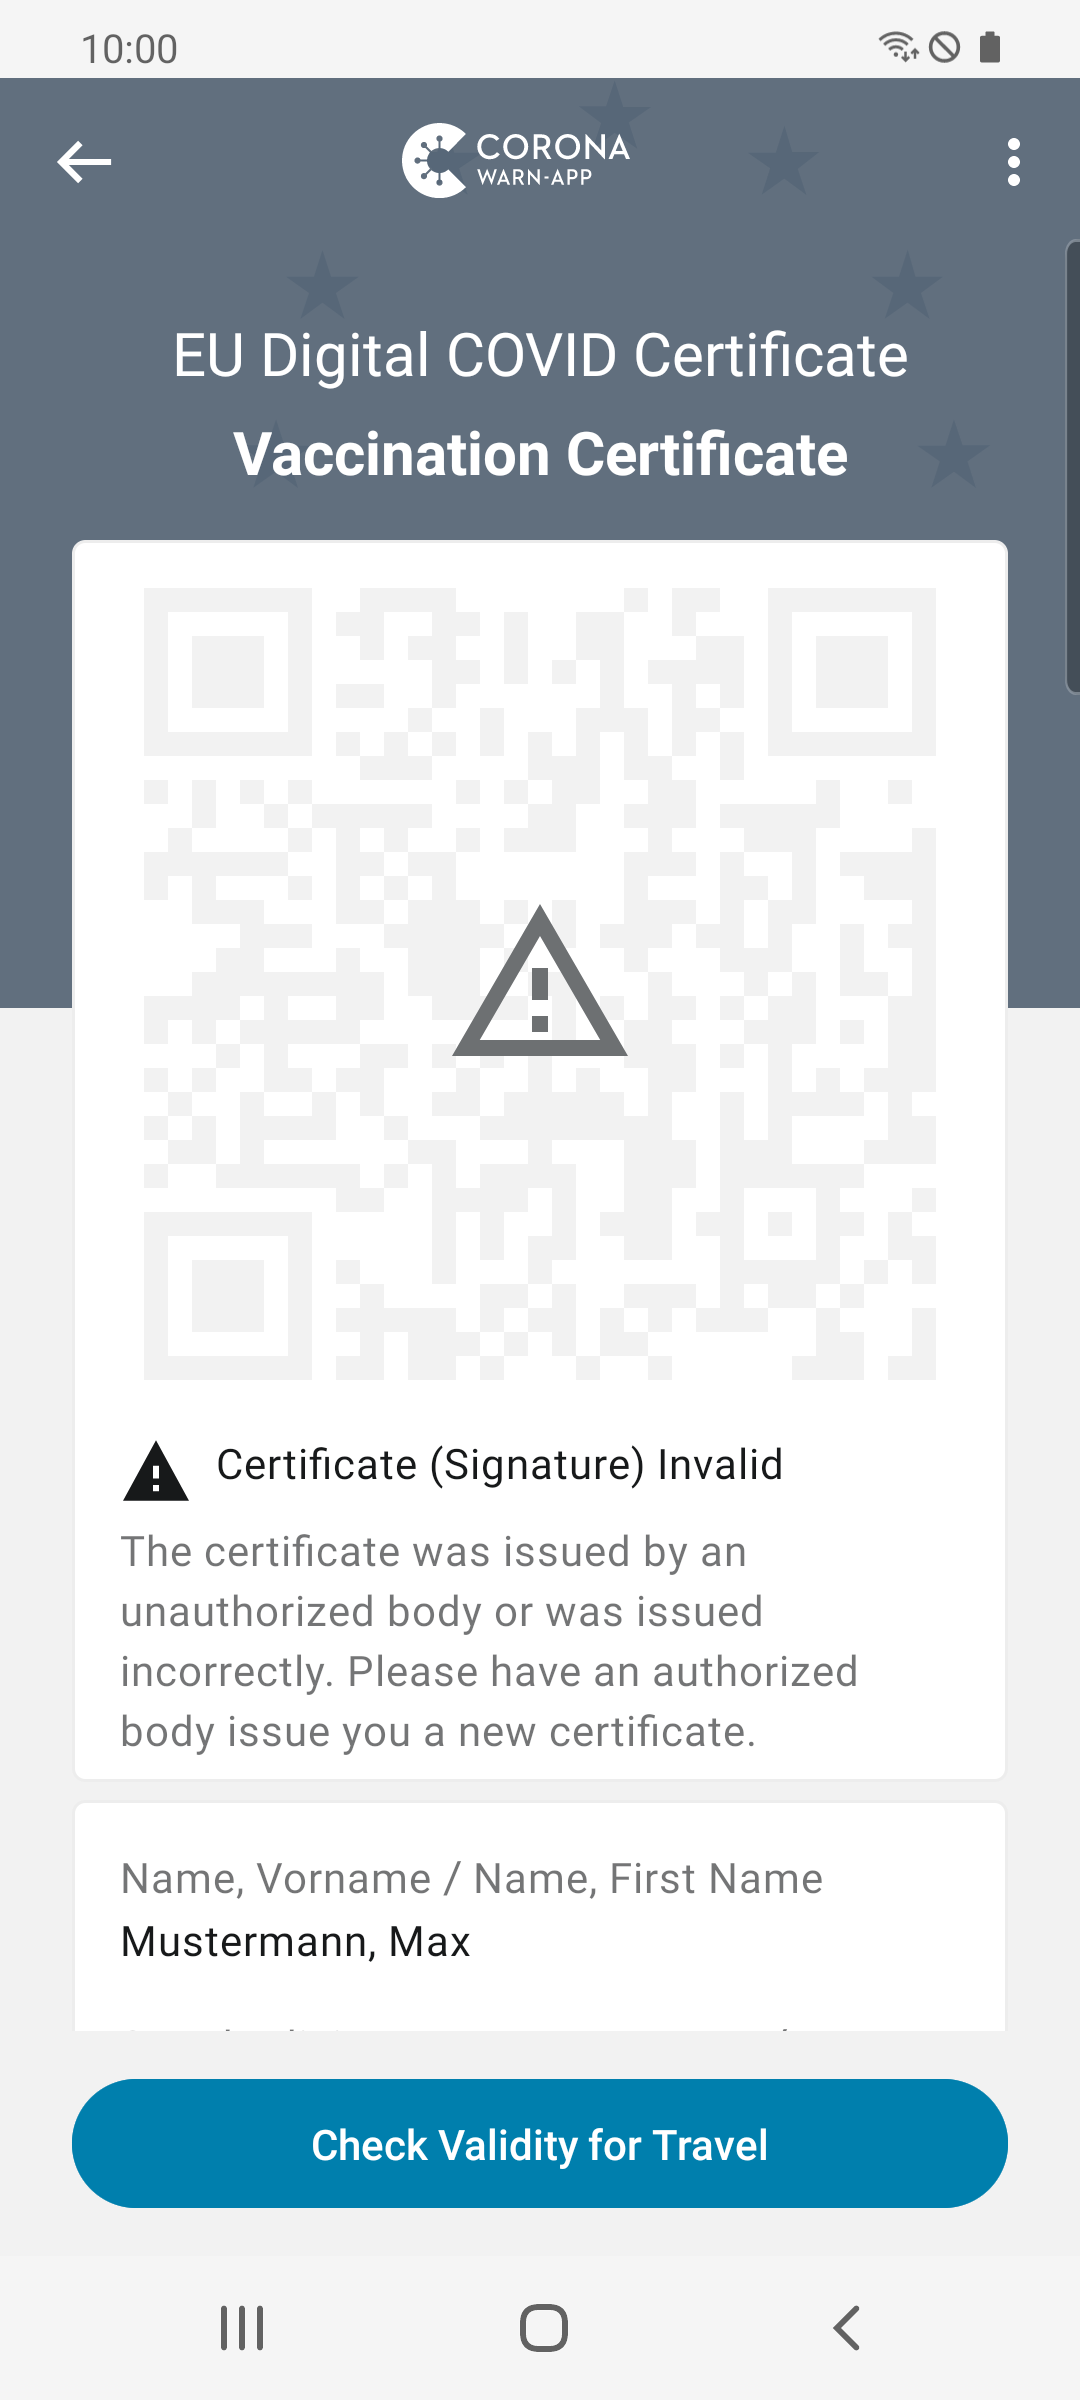 10:00
CORONA
WARN-APP
EU Digital COVID Certificate
Vaccination Certificate
Certificate (Signature) Invalid
The certificate was issued by an
unauthorized body or was issued
incorrectly. Please have an authorized
body issue you a new certificate.
Name, Vorname / Name, First Name
Mustermann, Max
Check Validity for Travel